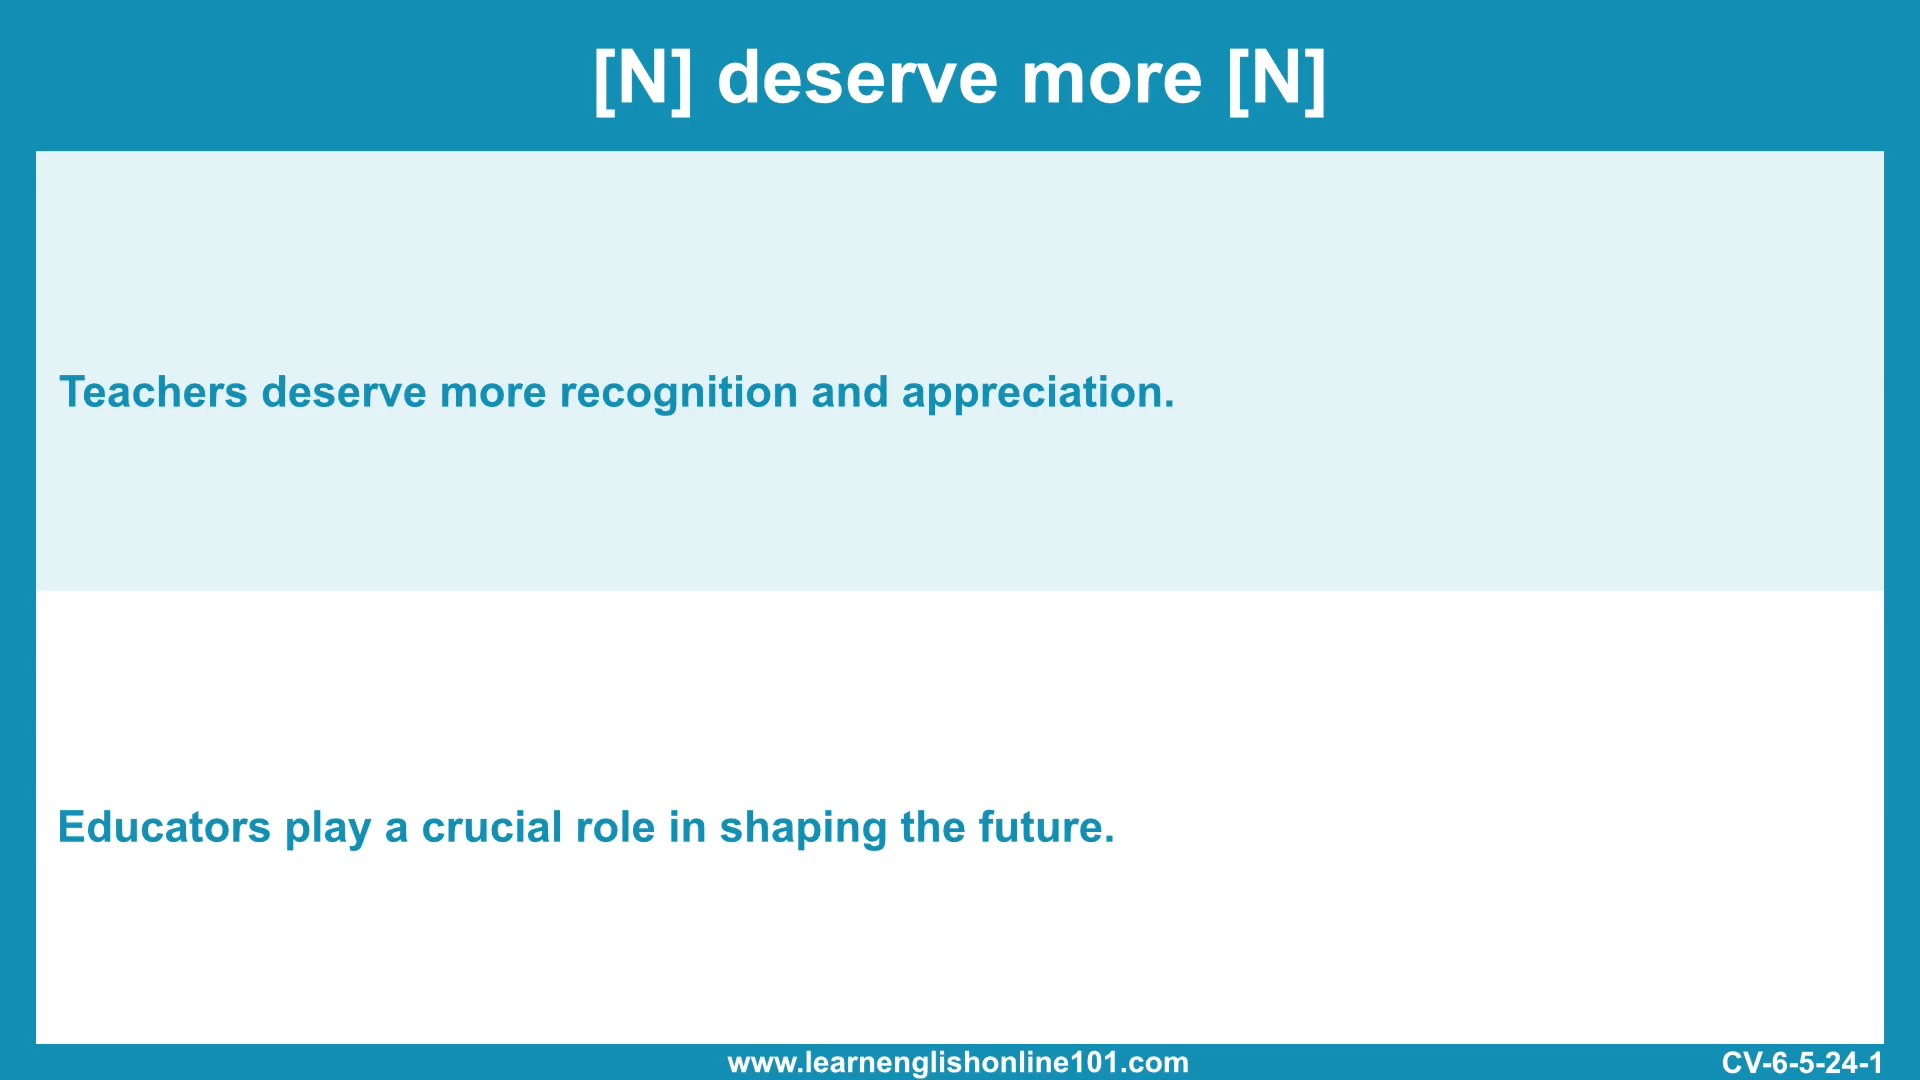 [N] deserve more [N]
Teachers deserve more recognition and appreciation.
Educators play a crucial role in shaping the future.
www.learnenglishonline101.com
CV-6-5-24-1